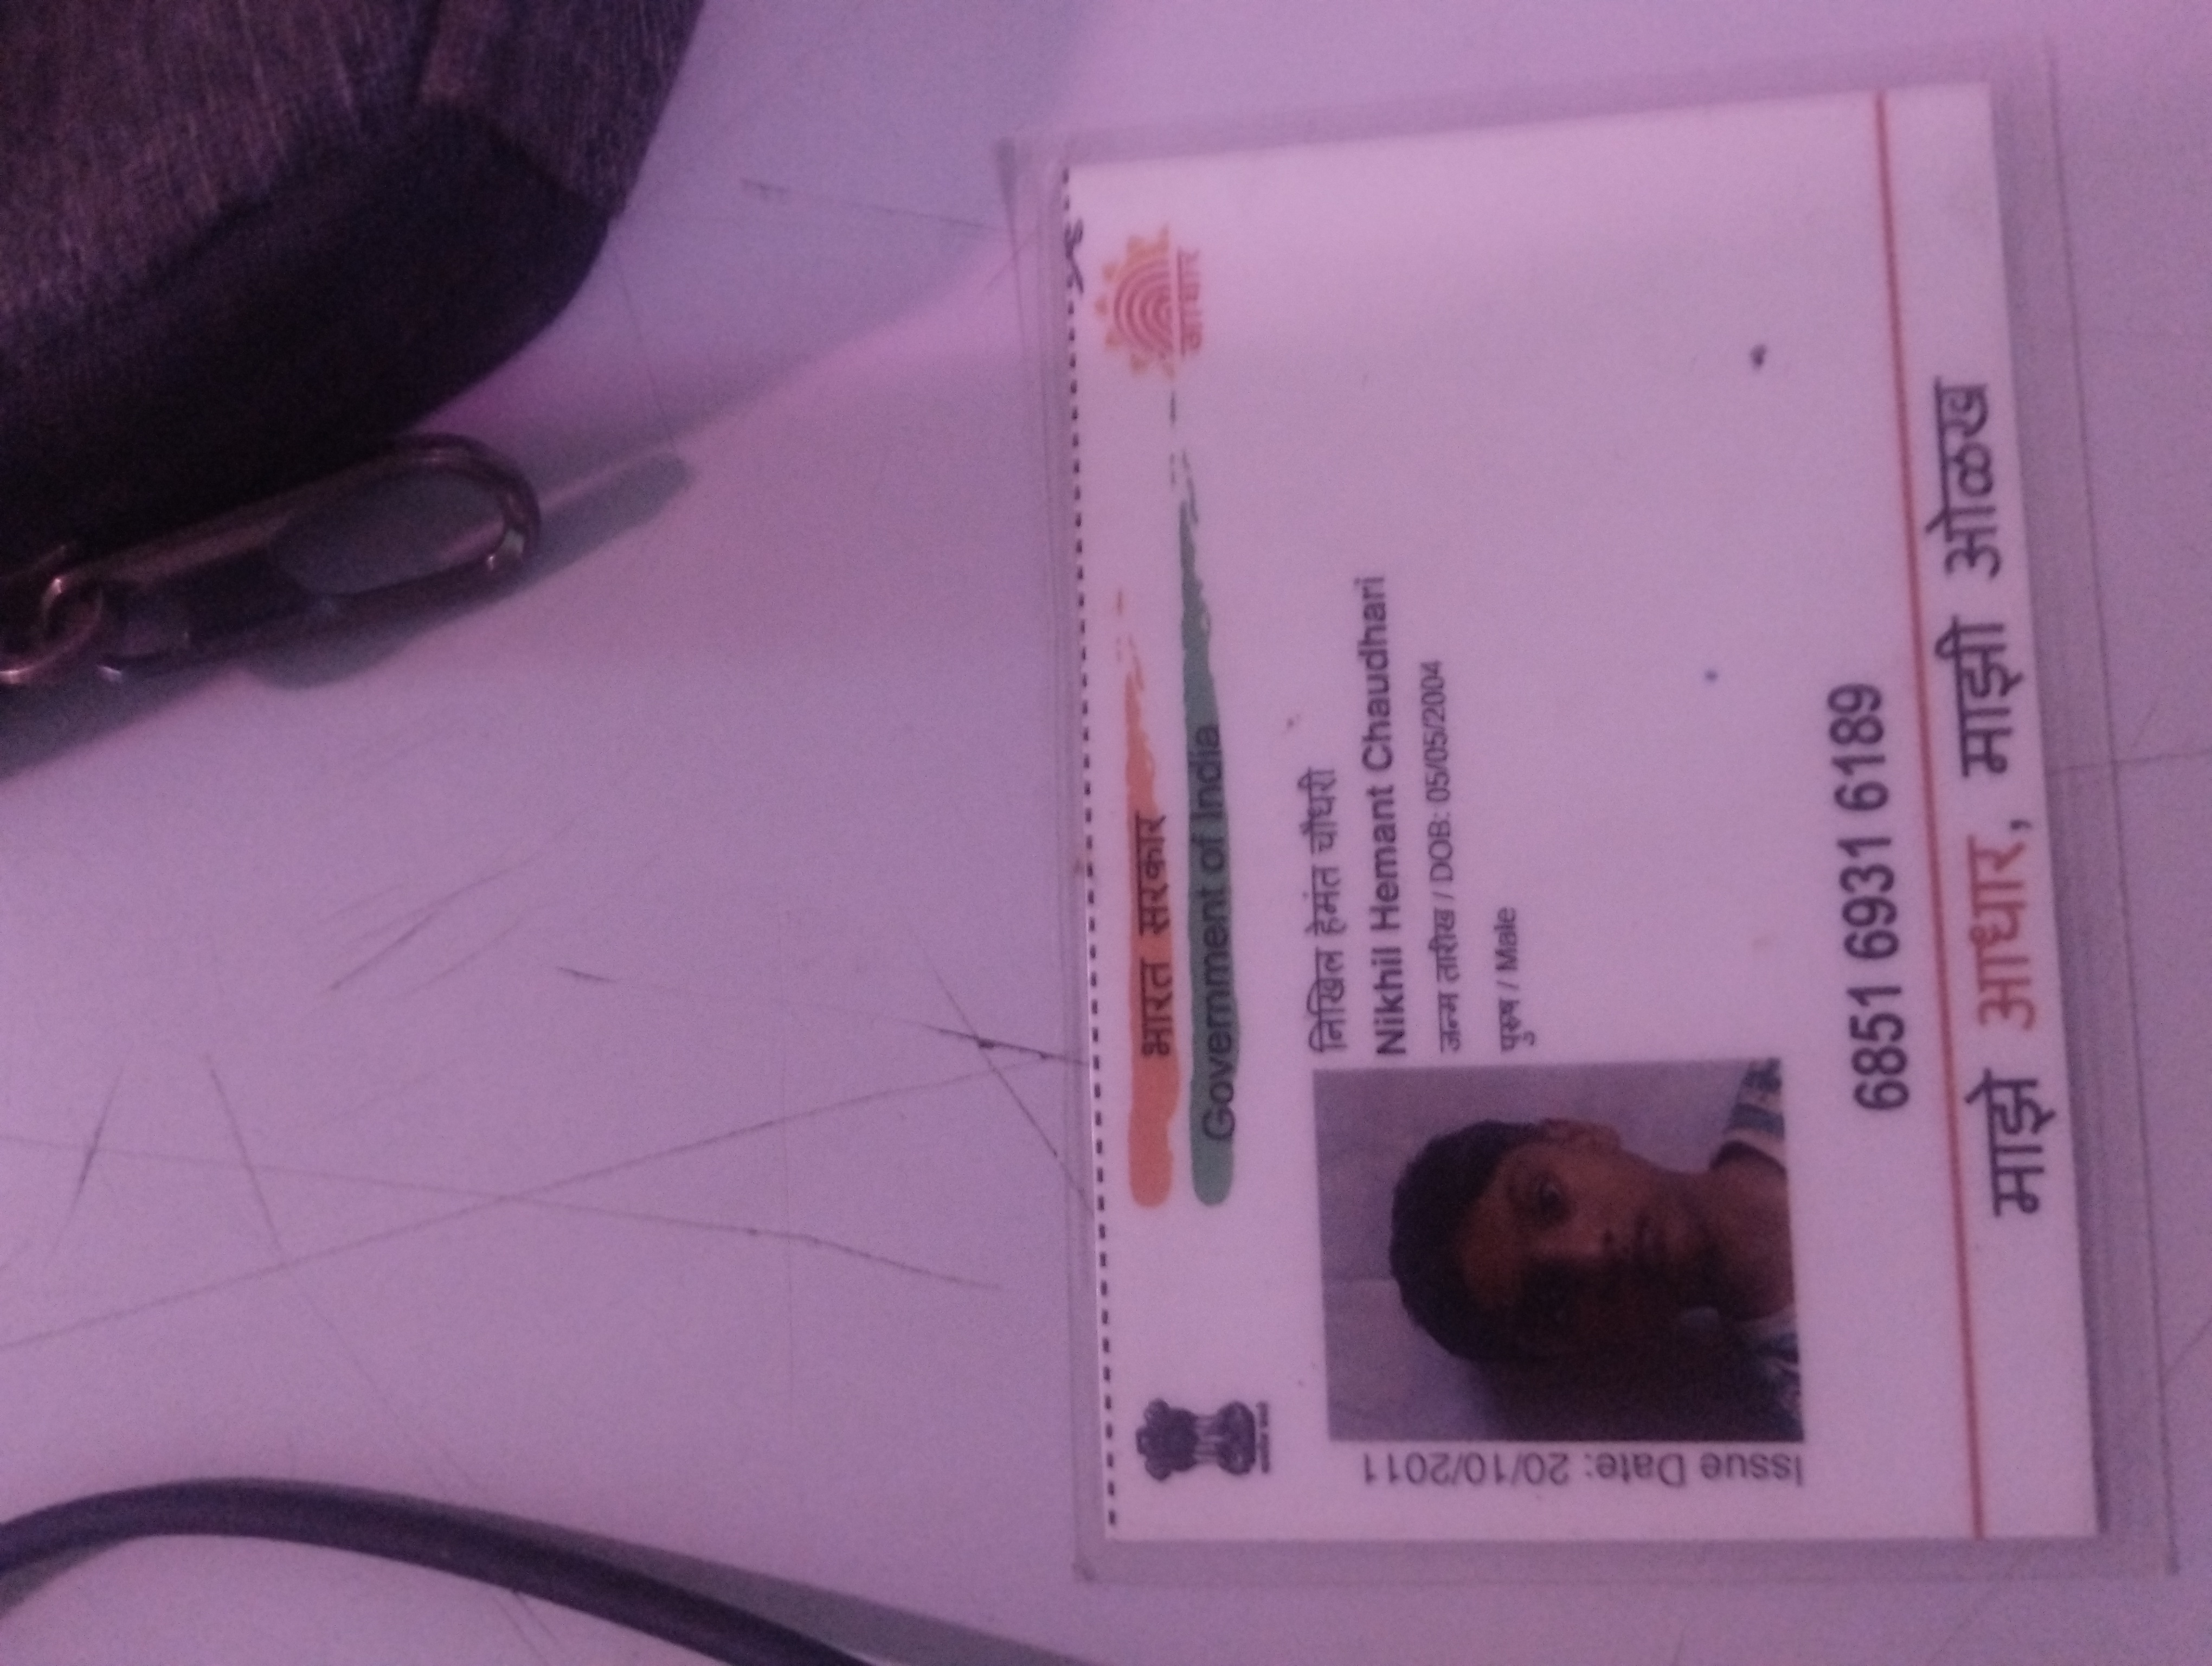 भारत सरकार
Government of India
आधार
निखिल हेमंत चौधरी
Nikhil Hemant Chaudhari
जन्म तारीख / DOB: 05/05/2004
पुरुष / Male
Issue Date: 20/10/2011
6851 6931 6189
माझे आधार, माझी ओळख